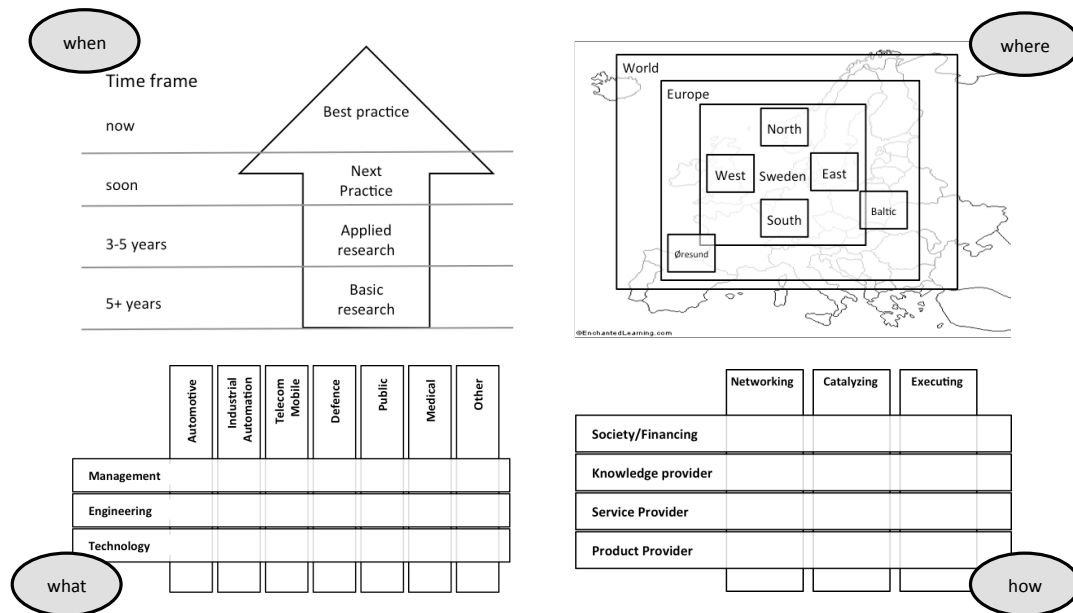 when
Time frame
now
Best practice
soon
Next
Practice
3-5 years
Applied
research
5+ years
Basic
research
where
World
Europe
North
West
Sweden
East
South
Baltic
Øresund
©EnchantedLearning.com
Automotive
Industrial
Automation
Telecom
Mobile
Defence
Public
Medical
Other
Management
Engineering
Technology
what
Networking
Catalyzing
Executing
Society/Financing
Knowledge provider
Service Provider
Product Provider
how